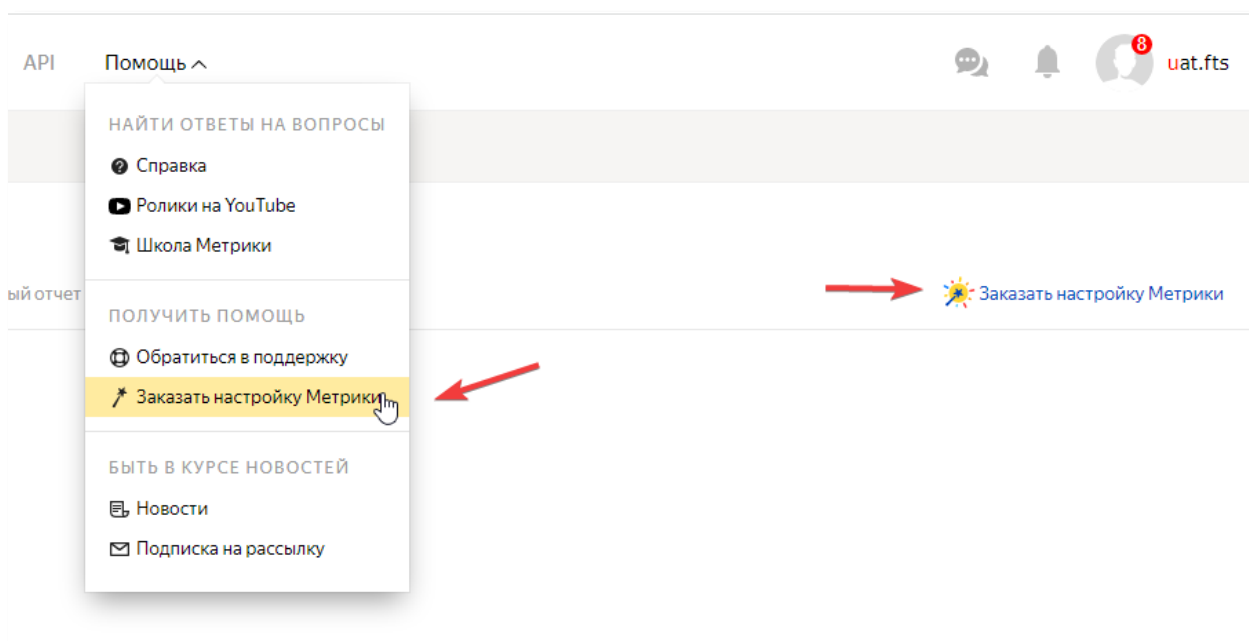 API Помощь 8 uat.fts
НАЙТИ ОТВЕТЫ НА ВОПРОСЫ
Справка
Ролики на YouTube
Школа Метрики
ый отчет
Заказать настройку Метрики
ПОЛУЧИТЬ ПОМОЩЬ
Обратиться в поддержку
Заказать настройку Метрики
БЫТЬ В КУРСЕ НОВОСТЕЙ
Новости
Подписка на рассылку